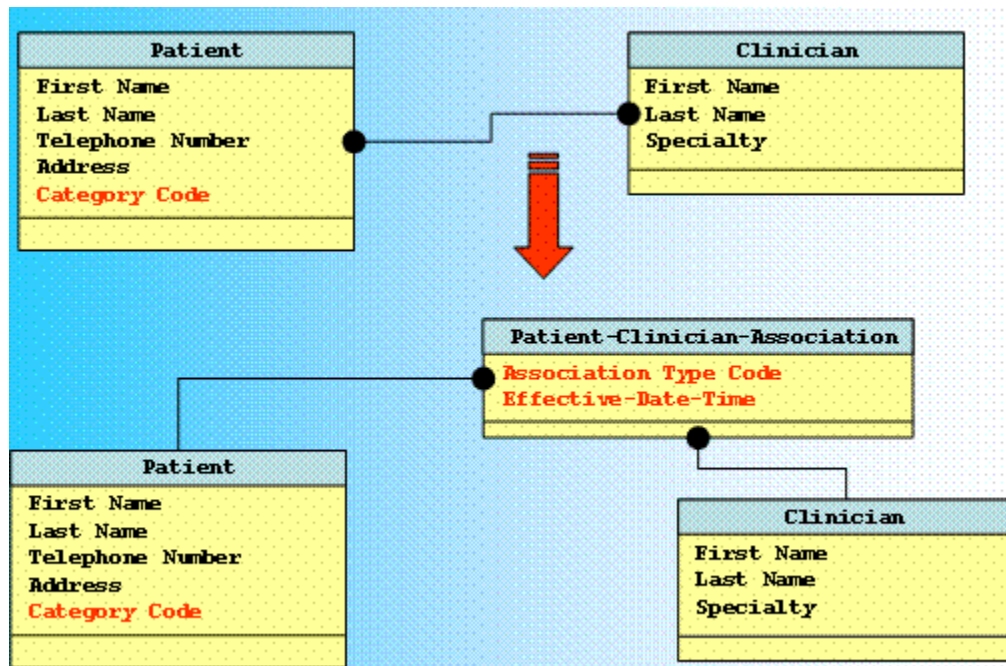 Patient
First Name
Last Name
Telephone Number
Address
Category Code
Clinician
First Name
Last Name
Specialty
Patient-Clinician-Association
Association Type Code
Effective-Date-Time
Patient
First Name
Last Name
Telephone Number
Address
Category Code
Clinician
First Name
Last Name
Specialty